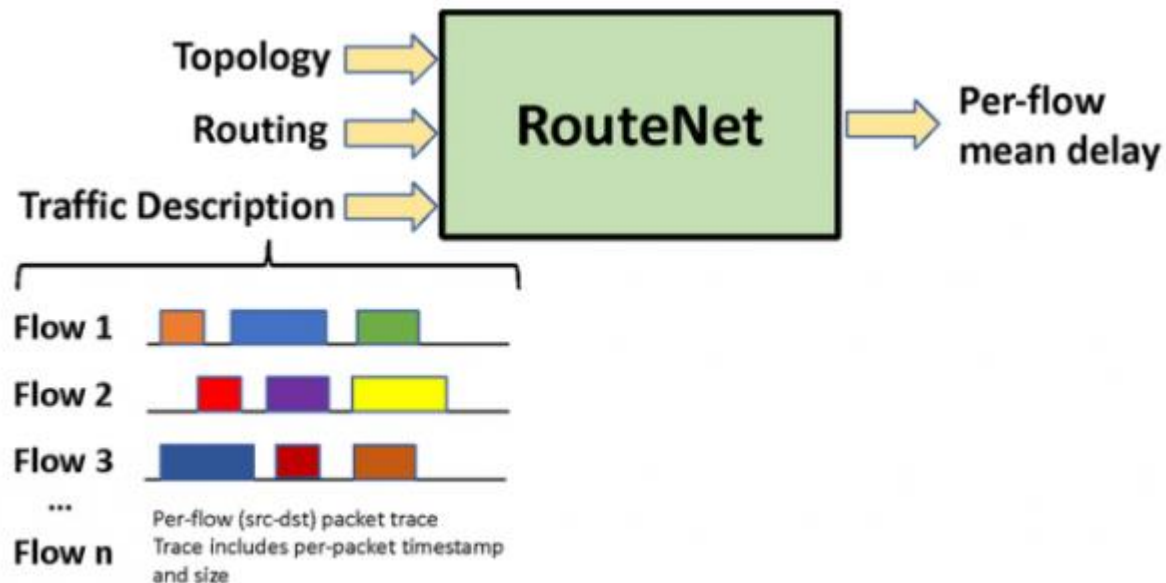 Topology
Routing
Traffic Description
RouteNet
Per-flow
mean delay
Flow 1
Flow 2
Flow 3
...
Flow n
Per-flow (src-dst) packet trace
Trace includes per-packet timestamp
and size